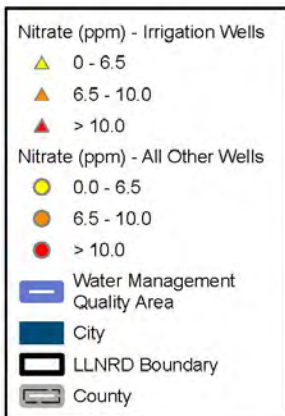 Nitrate (ppm) - Irrigation Wells
0 - 6.5
6.5 - 10.0
> 10.0
Nitrate (ppm) - All Other Wells
0.0 - 6.5
6.5 - 10.0
> 10.0
Water Management
Quality Area
City
LLNRD Boundary
County